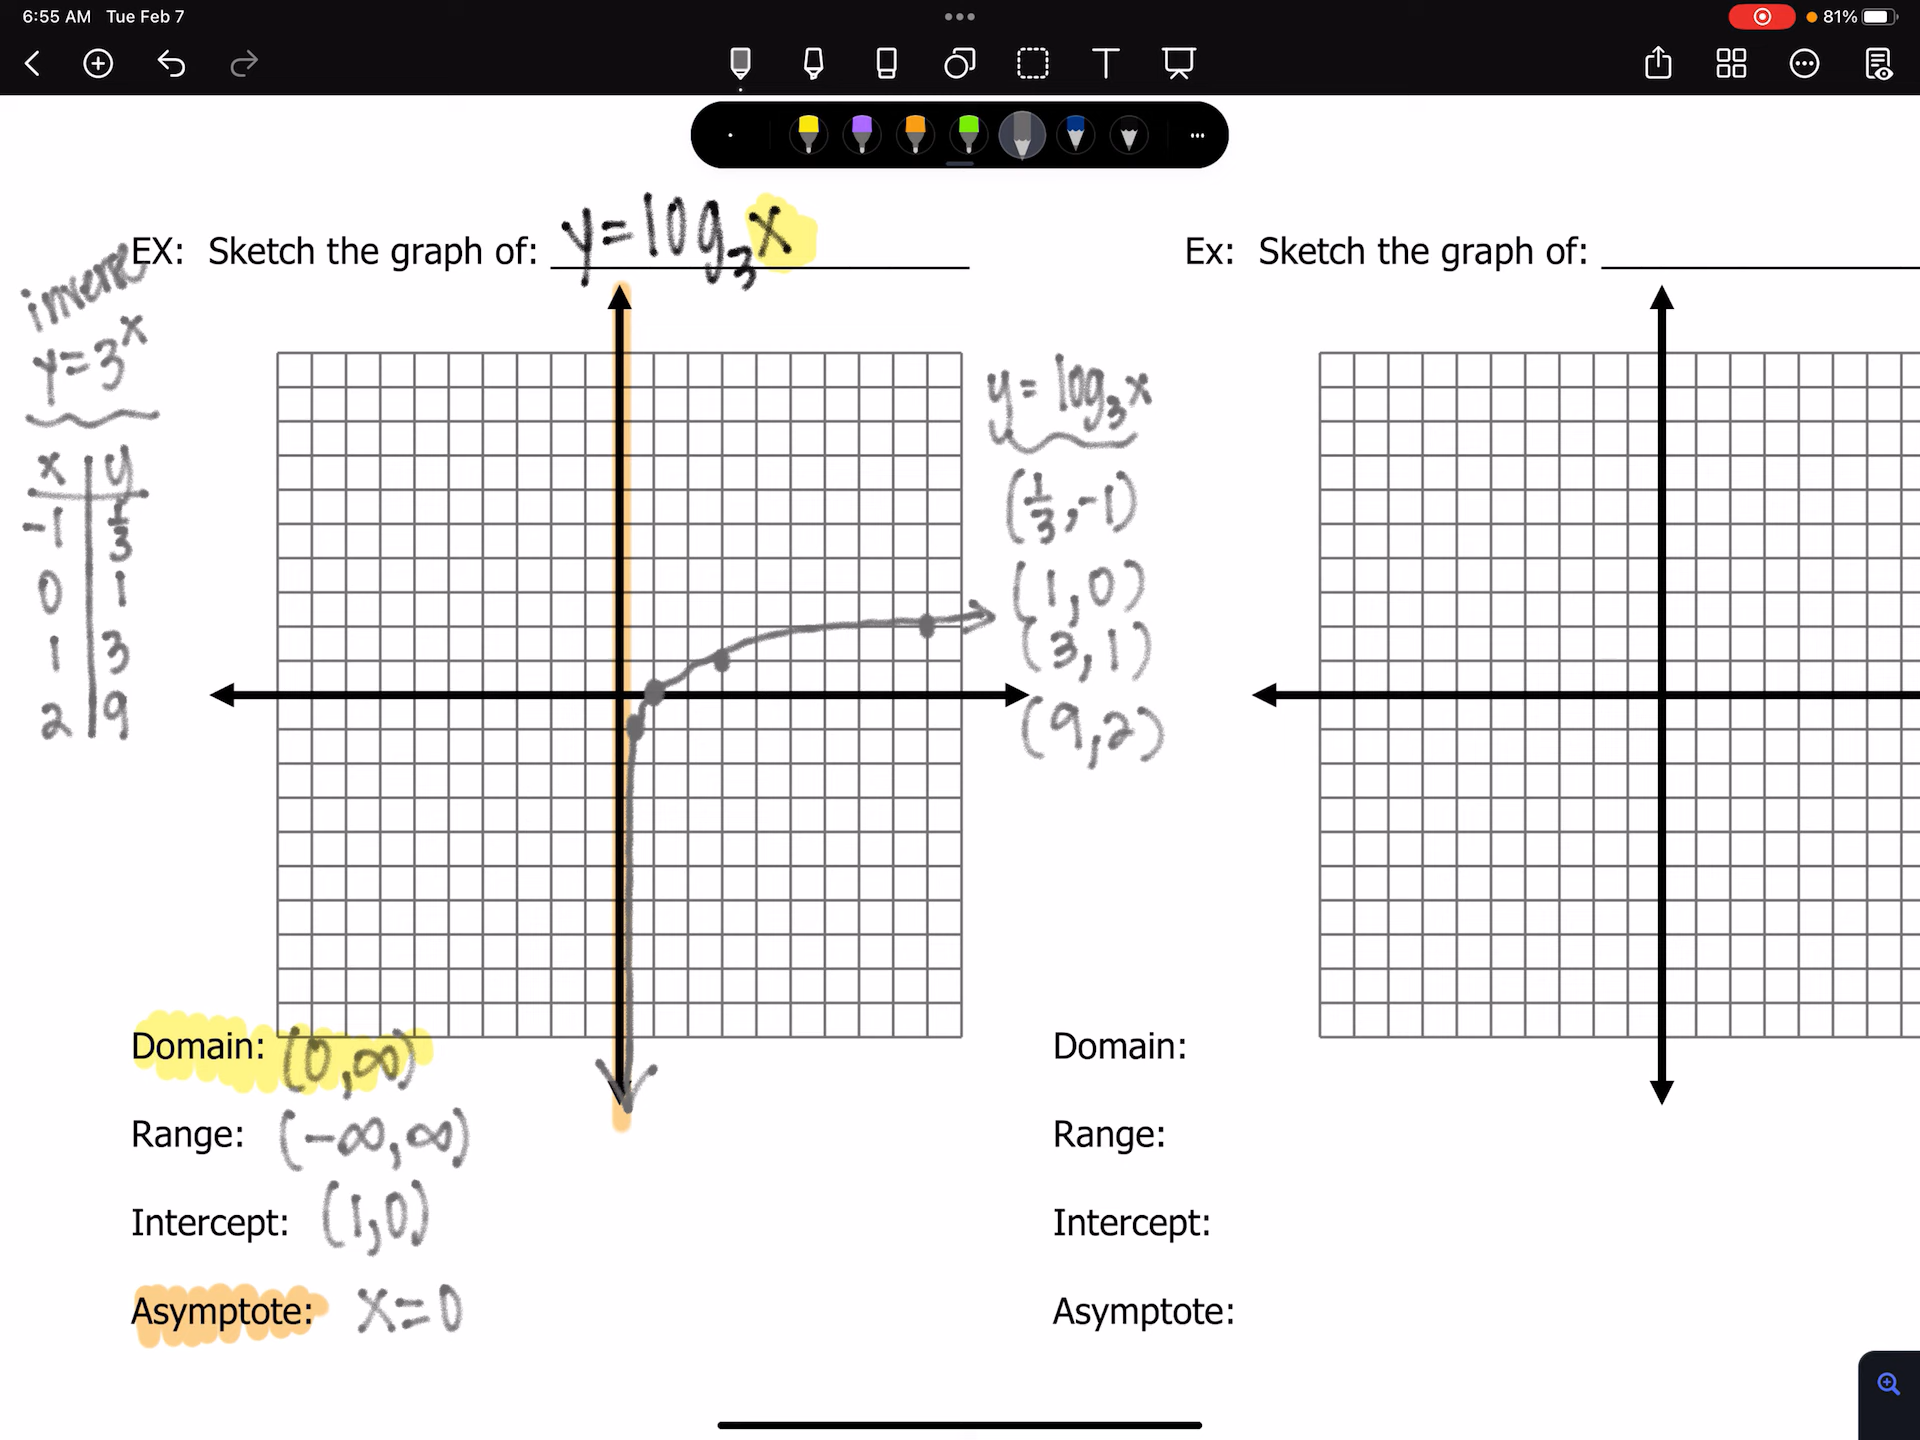 6:55 AM Tue Feb 7
81%
EX: Sketch the graph of: y=log₃x
Ex: Sketch the graph of:
inverse
y=3ˣ
x | y
-1 | 1/3
0 | 1
1 | 3
2 | 9
y=log₃x
(1/3,-1)
(1,0)
(3,1)
(9,2)
Domain: (0,∞)
Range: (-∞,∞)
Intercept: (1,0)
Asymptote: x=0
Domain:
Range:
Intercept:
Asymptote: